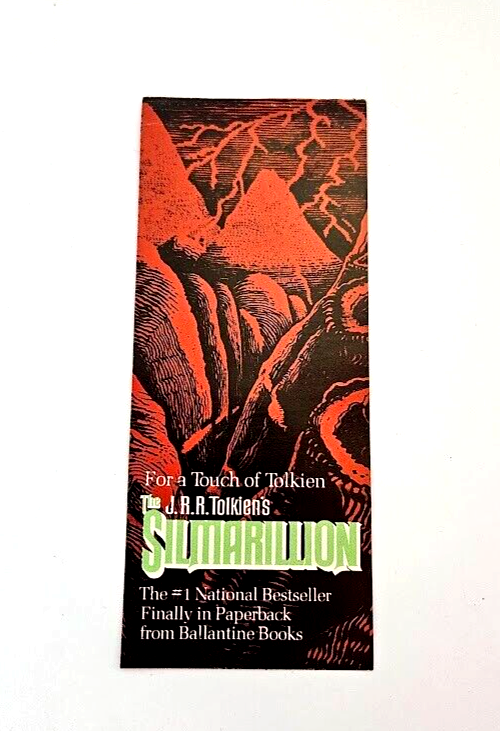 For a Touch of Tolkien
The J.R.R.Tolkien's
SILMARILLION
The #1 National Bestseller
Finally in Paperback
from Ballantine Books